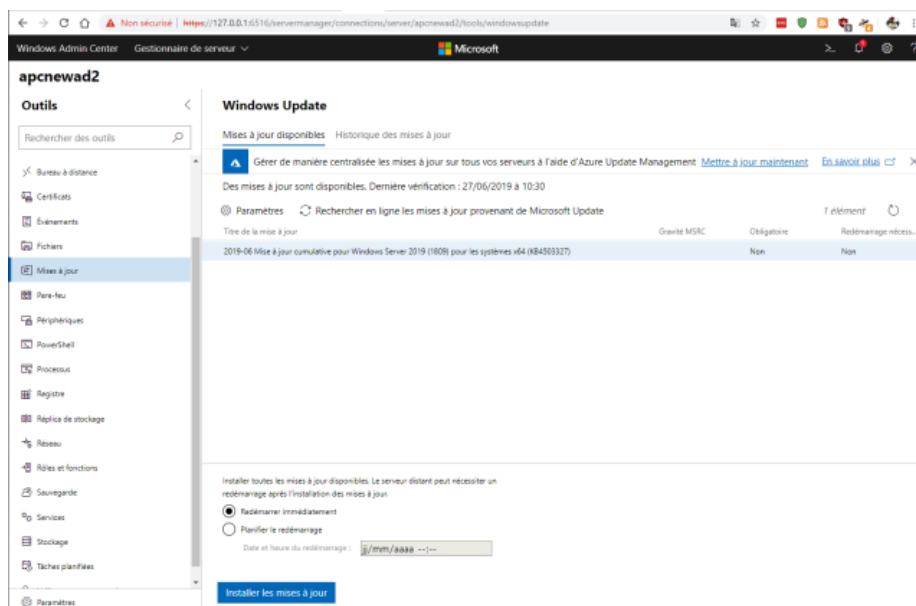 Non sécurisé | https://127.0.0.1:6516/servermanager/connections/server/apcnewad2/tools/windowsupdate
Windows Admin Center Gestionnaire de serveur Microsoft
apcnewad2
Outils
Rechercher des outils
Bureau à distance
Certificats
Événements
Fichiers
Mises à jour
Pare-feu
Périphériques
PowerShell
Processus
Registre
Réplica de stockage
Réseau
Rôles et fonctions
Sauvegarde
Services
Stockage
Tâches planifiées
Paramètres
Windows Update
Mises à jour disponibles Historique des mises à jour
Gérer de manière centralisée les mises à jour sur tous vos serveurs à l'aide d'Azure Update Management Mettre à jour maintenant En savoir plus
Des mises à jour sont disponibles. Dernière vérification : 27/06/2019 à 10:30
Paramètres Rechercher en ligne les mises à jour provenant de Microsoft Update 1 élément
Titre de la mise à jour Gravité MSRC Obligatoire Redémarrage nécess...
2019-06 Mise à jour cumulative pour Windows Server 2019 (1809) pour les systèmes x64 (KB4503327) Non Non
Installer toutes les mises à jour disponibles. Le serveur distant peut nécessiter un
redémarrage après l'installation des mises à jour.
Redémarrer immédiatement
Planifier le redémarrage
Date et heure du redémarrage : jj/mm/aaaa --:--
Installer les mises à jour